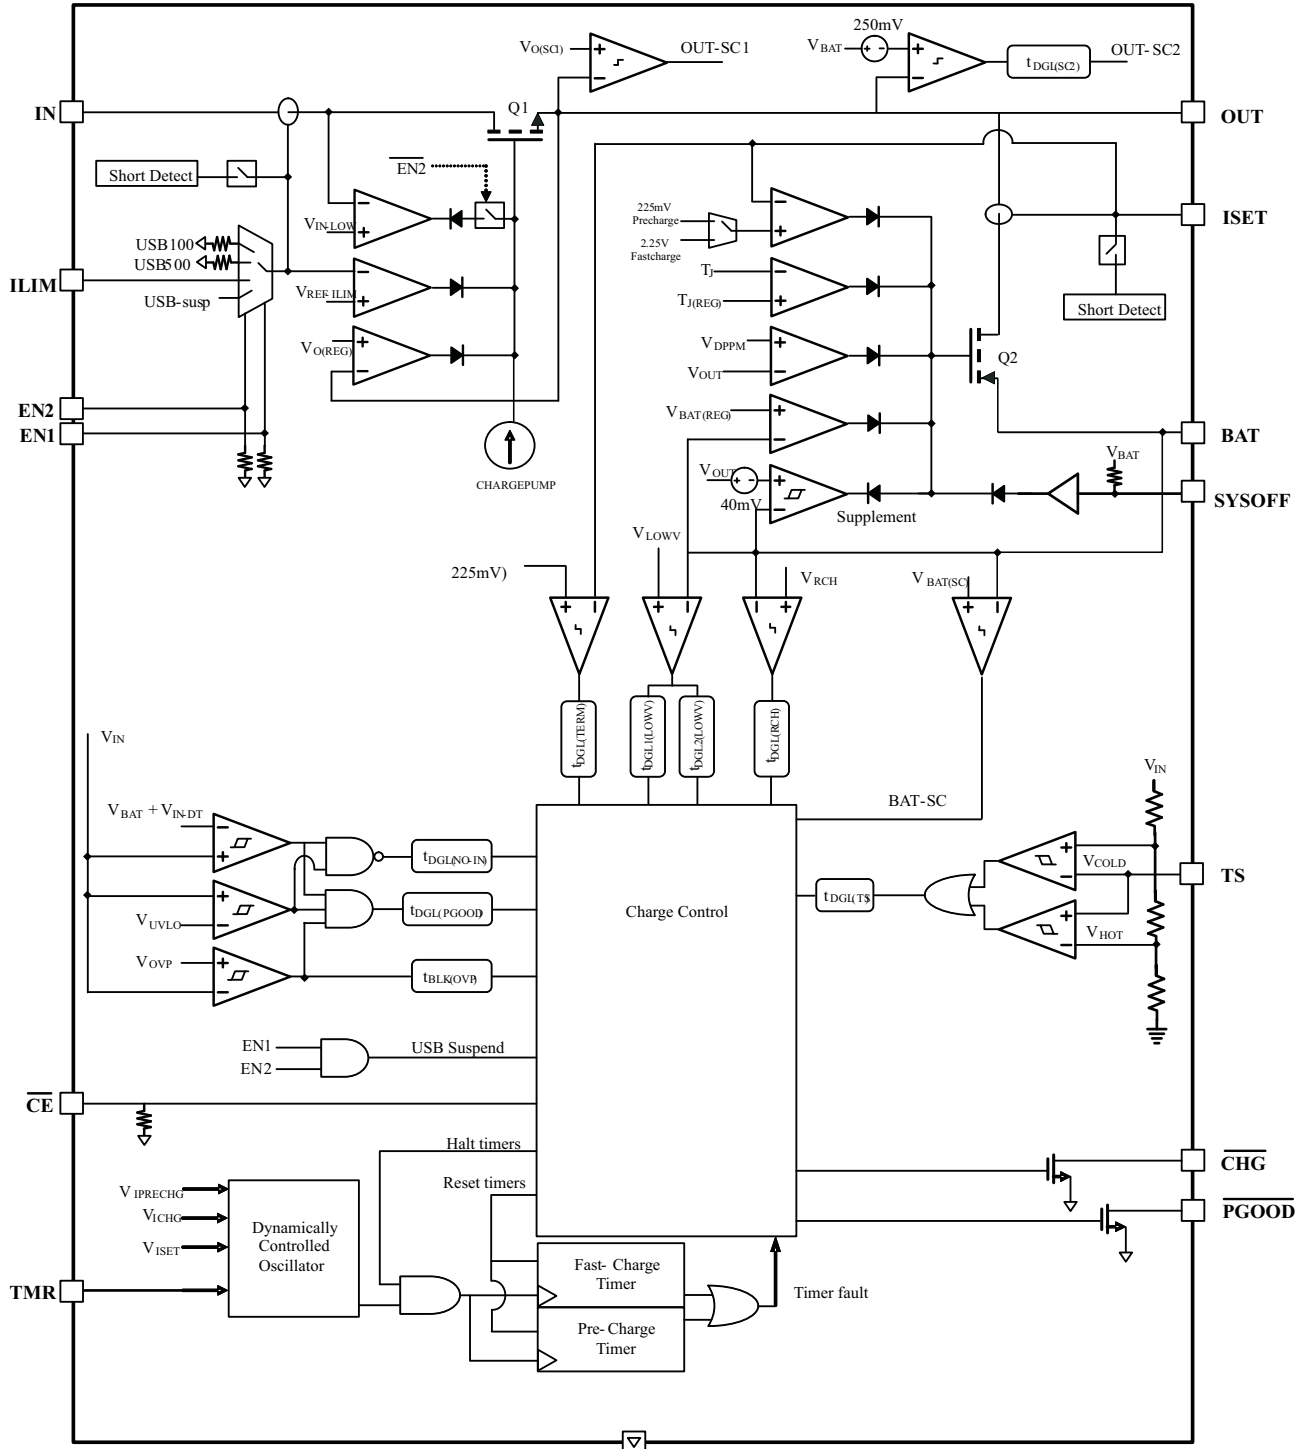 250mV
VO(SC1)
OUT-SC1
VBAT
tDGL(SC2)
OUT-SC2
IN
Q1
OUT
Short Detect
EN2
VIN-LOW
225mV
Precharge
2.25V
Fastcharge
ISET
USB100
USB500
ILIM
USB-susp
VREF-ILIM
TJ
TJ(REG)
Short Detect
VO(REG)
VDPPM
VOUT
Q2
EN2
EN1
VBAT(REG)
BAT
VBAT
VOUT
40mV
CHARGEPUMP
Supplement
SYSOFF
VLOWV
225mV)
VRCH
VBAT(SC)
tDGL(TERM)
tDGL1(LOWV)
tDGL2(LOWV)
tDGL(RCH)
VIN
VIN
BAT-SC
VBAT + VIN-DT
tDGL(NO-IN)
VCOLD
TS
tDGL(TS)
Charge Control
tDGL(PGOOD)
VUVLO
VHOT
VOVP
tBLK(OVP)
EN1
EN2
USB Suspend
CE
Halt timers
Reset timers
CHG
PGOOD
VIPRECHG
VICHG
VISET
TMR
Dynamically
Controlled
Oscillator
Fast- Charge
Timer
Pre- Charge
Timer
Timer fault